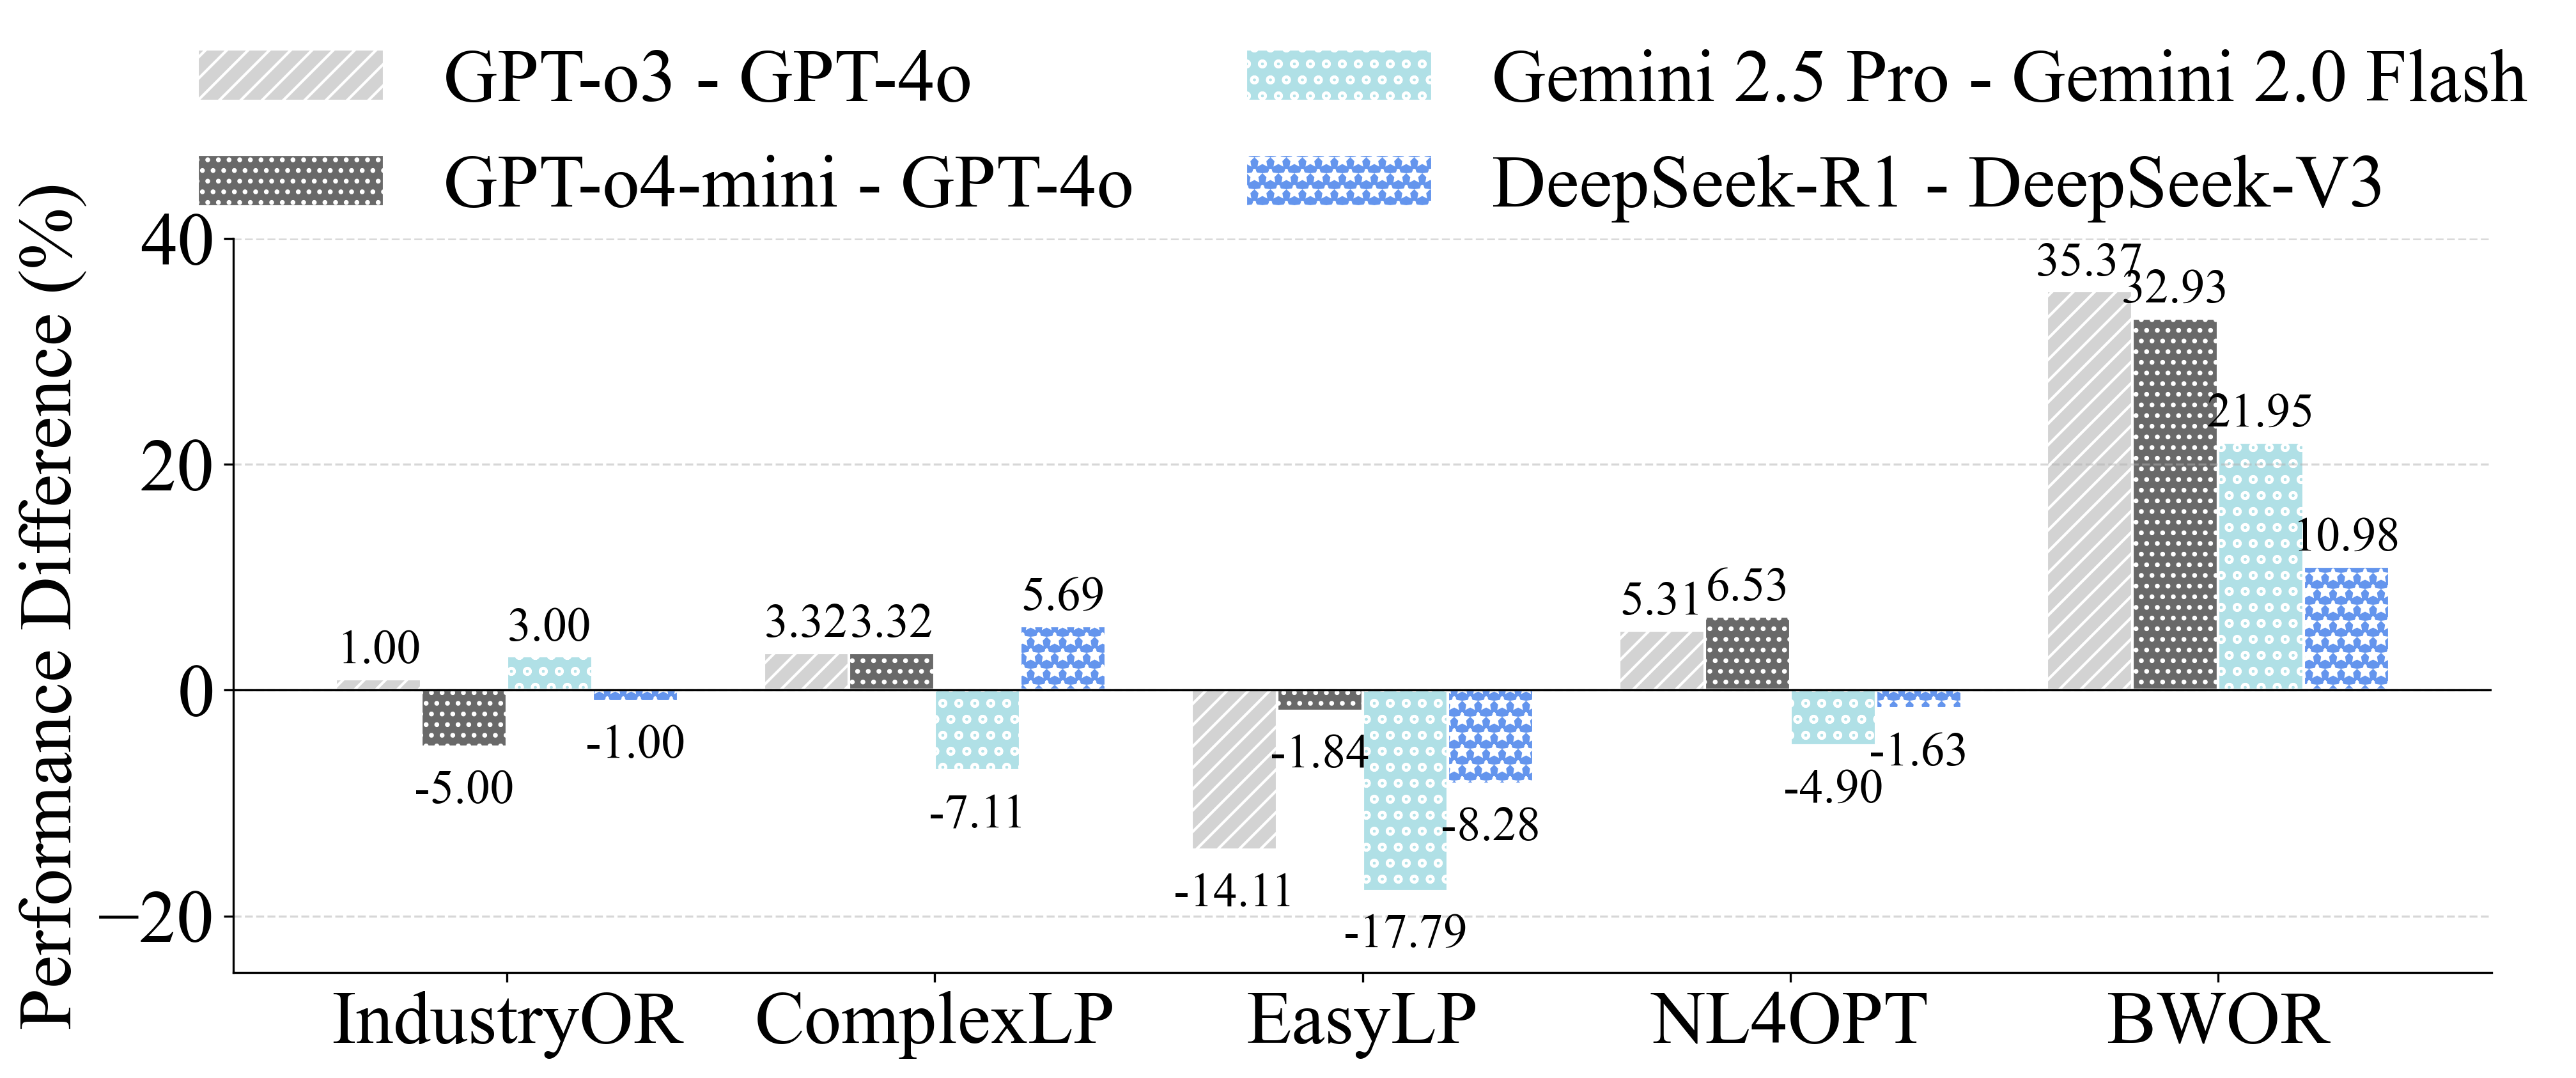 GPT-o3 - GPT-4o
GPT-o4-mini - GPT-4o
Gemini 2.5 Pro - Gemini 2.0 Flash
DeepSeek-R1 - DeepSeek-V3
Performance Difference (%)
40
20
0
−20
1.00
-5.00
3.00
-1.00
3.32
3.32
-7.11
5.69
-14.11
-1.84
-17.79
-8.28
5.31
6.53
-4.90
-1.63
35.37
32.93
21.95
10.98
IndustryOR
ComplexLP
EasyLP
NL4OPT
BWOR